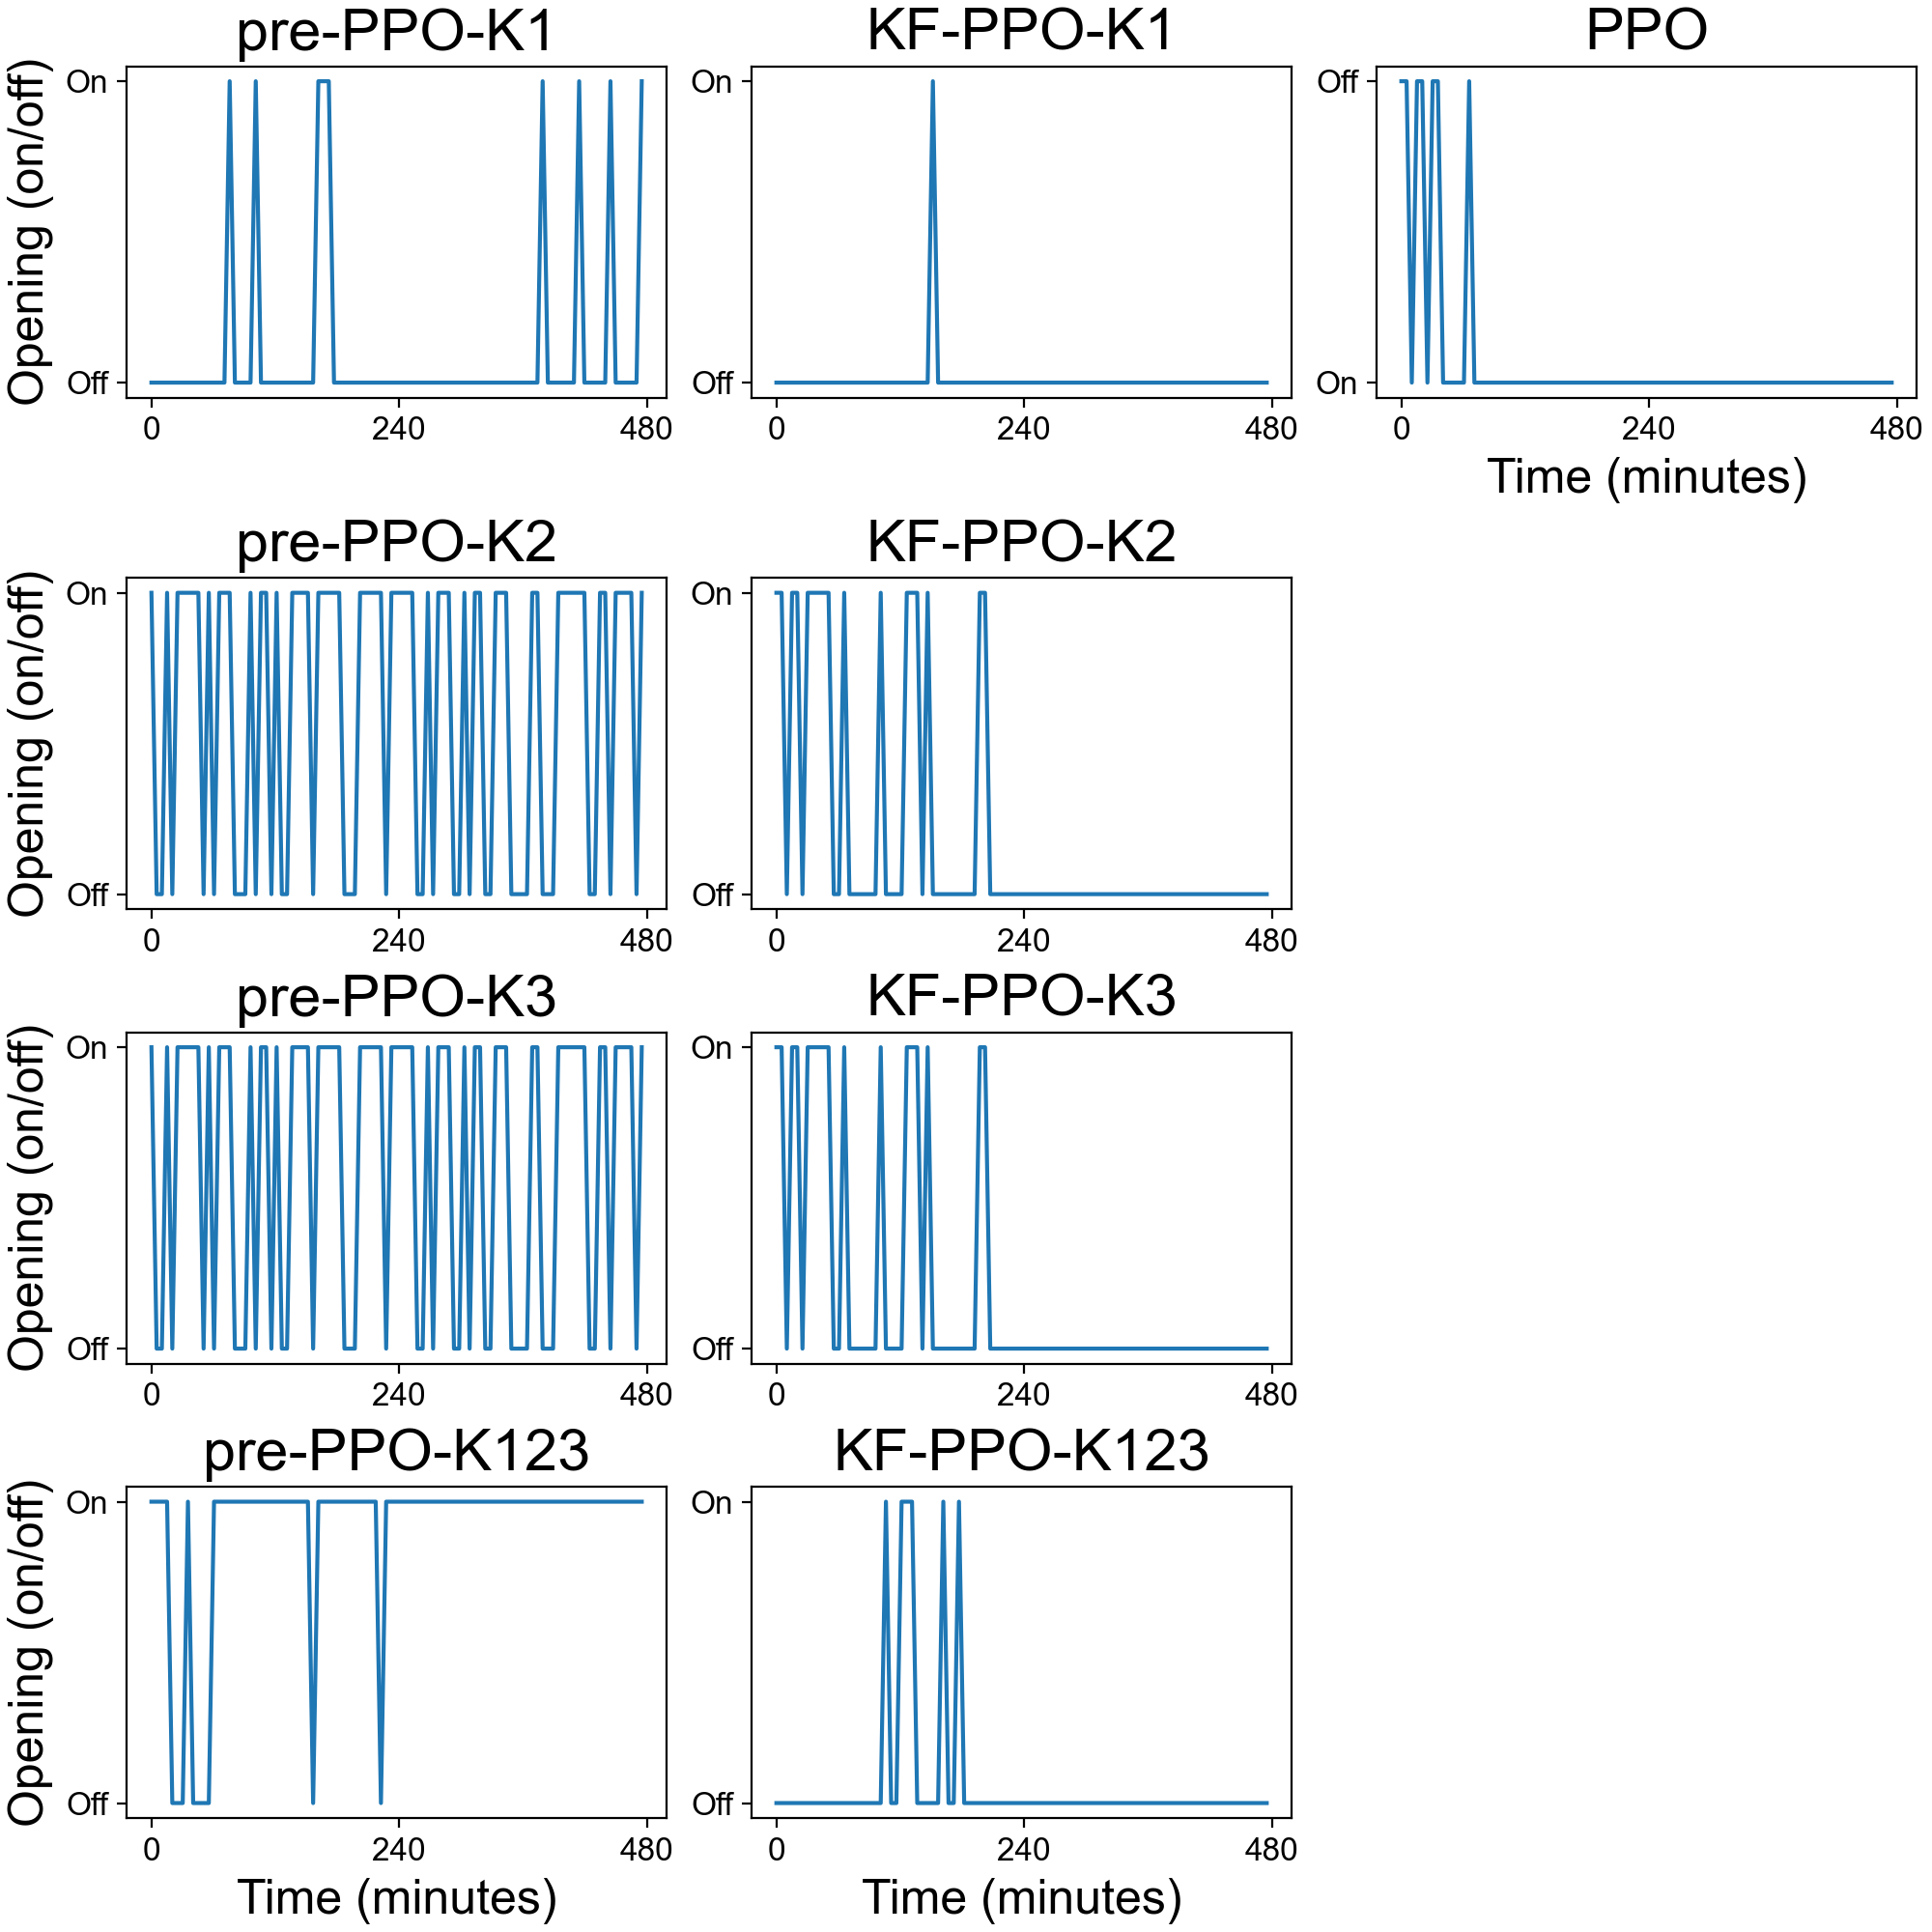 pre-PPO-K1
KF-PPO-K1
PPO
Opening (on/off)
On
Off
0
240
480
On
Off
0
240
480
Off
On
0
240
480
Time (minutes)
pre-PPO-K2
KF-PPO-K2
Opening (on/off)
On
Off
0
240
480
On
Off
0
240
480
pre-PPO-K3
KF-PPO-K3
Opening (on/off)
On
Off
0
240
480
On
Off
0
240
480
pre-PPO-K123
KF-PPO-K123
Opening (on/off)
On
Off
0
240
480
Time (minutes)
On
Off
0
240
480
Time (minutes)